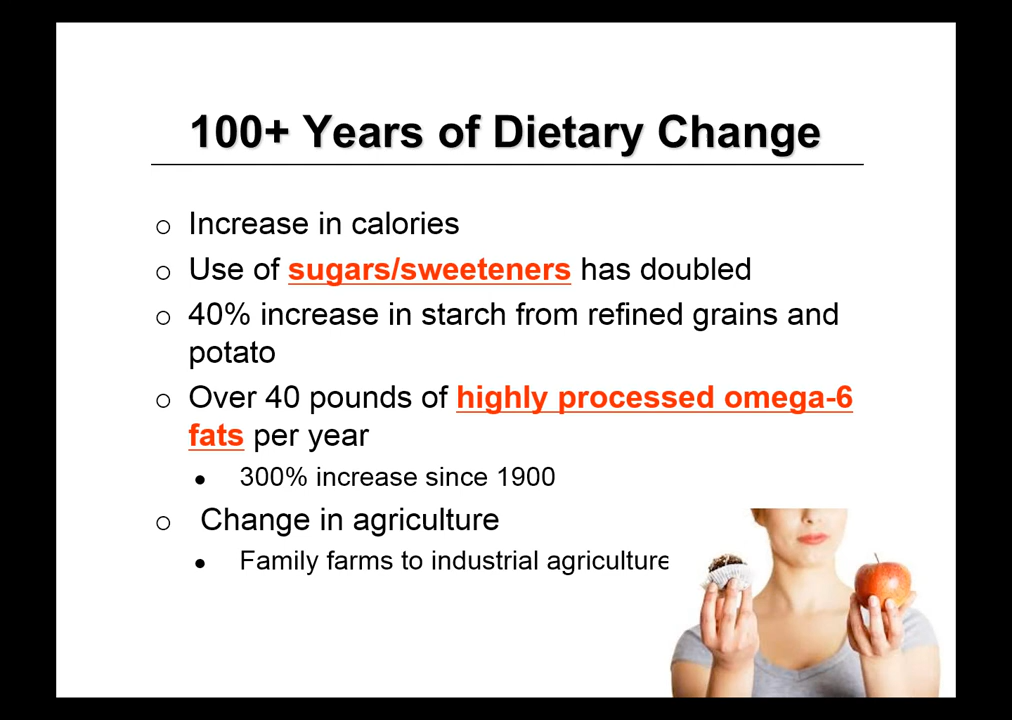 100+ Years of Dietary Change
Increase in calories
Use of sugars/sweeteners has doubled
40% increase in starch from refined grains and
potato
Over 40 pounds of highly processed omega-6
fats per year
300% increase since 1900
Change in agriculture
Family farms to industrial agriculture